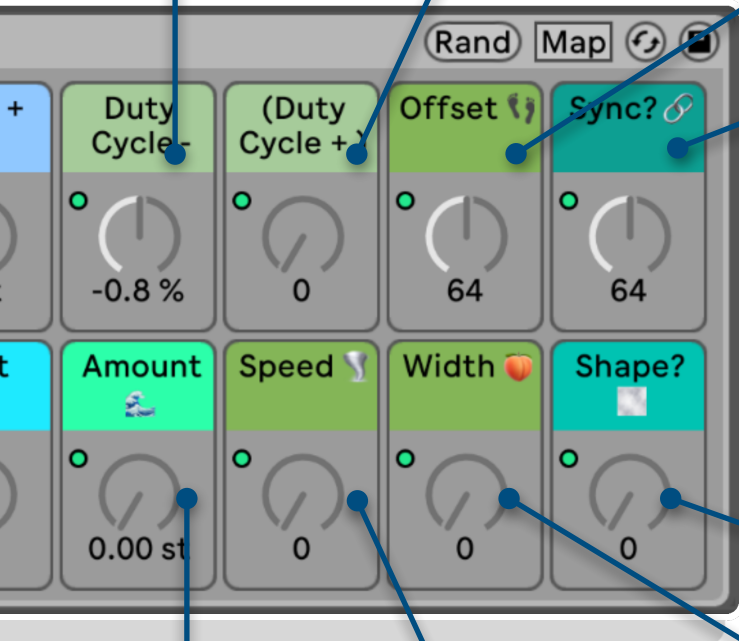 Rand Map
+
Duty
Cycle -
(Duty
Cycle + )
Offset 👣
Sync? 🔗
-0.8 %
0
64
64
t
Amount
🌊
Speed 🌪️
Width 🍑
Shape?
0.00 st
0
0
0